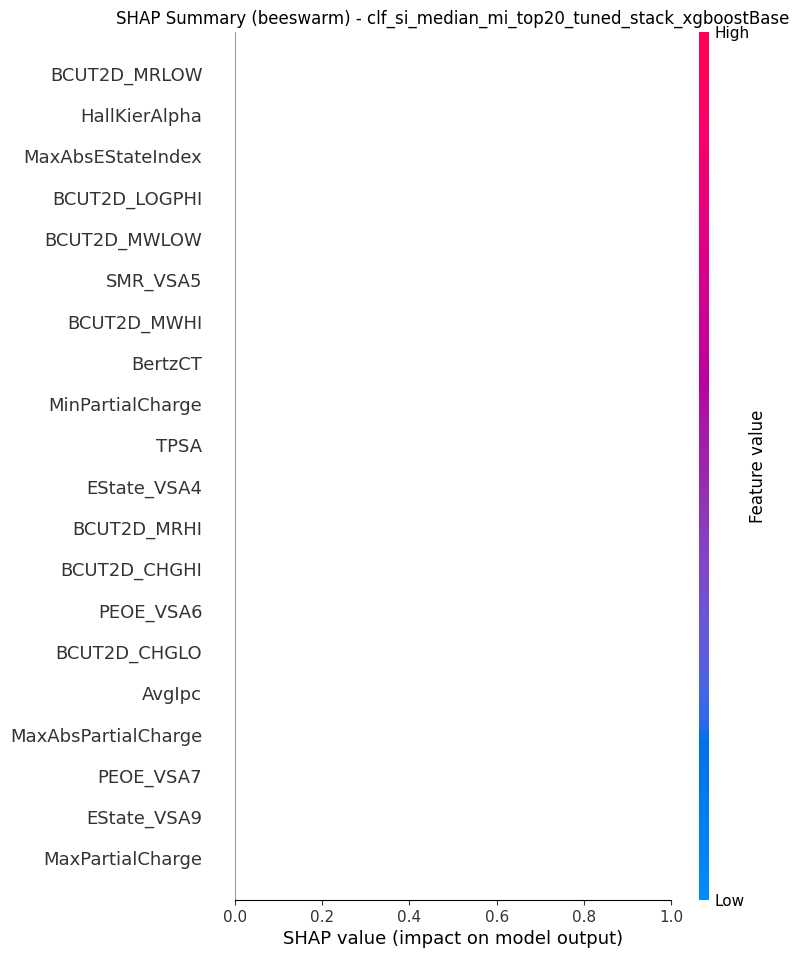 SHAP Summary (beeswarm) - clf_si_median_mi_top20_tuned_stack_xgboostBase
High
BCUT2D_MRLOW
HallKierAlpha
MaxAbsEStateIndex
BCUT2D_LOGPHI
BCUT2D_MWLOW
SMR_VSA5
BCUT2D_MWHI
BertzCT
MinPartialCharge
TPSA
EState_VSA4
BCUT2D_MRHI
BCUT2D_CHGHI
PEOE_VSA6
BCUT2D_CHGLO
AvgIpc
MaxAbsPartialCharge
PEOE_VSA7
EState_VSA9
MaxPartialCharge
Feature value
Low
0.0 0.2 0.4 0.6 0.8 1.0
SHAP value (impact on model output)